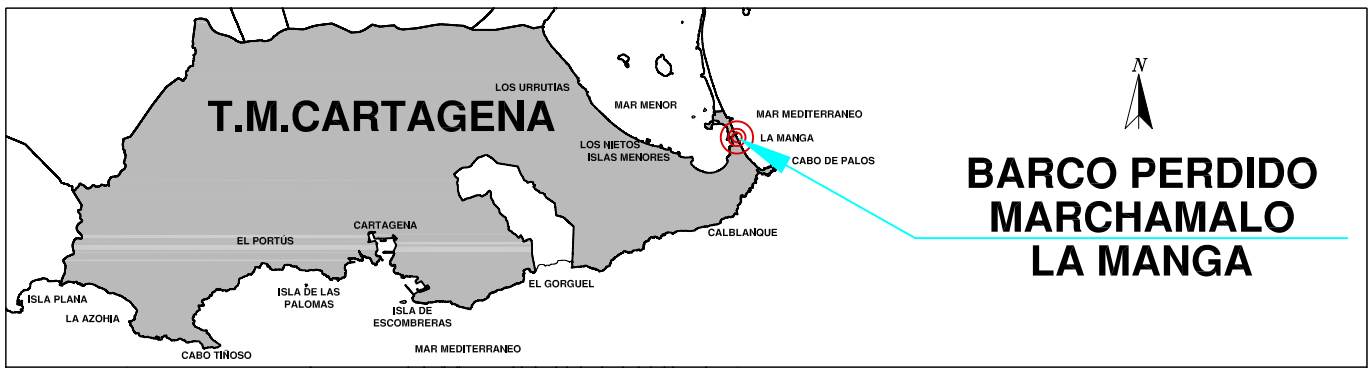 LOS URRUTIAS
T.M.CARTAGENA
MAR MENOR
MAR MEDITERRANEO
LA MANGA
LOS NIETOS
ISLAS MENORES
CABO DE PALOS
N
BARCO PERDIDO
MARCHAMALO
LA MANGA
CARTAGENA
EL PORTÚS
CALBLANQUE
EL GORGUEL
ISLA PLANA
LA AZOHIA
ISLA DE LAS
PALOMAS
ISLA DE
ESCOMBRERAS
CABO TIÑOSO
MAR MEDITERRANEO